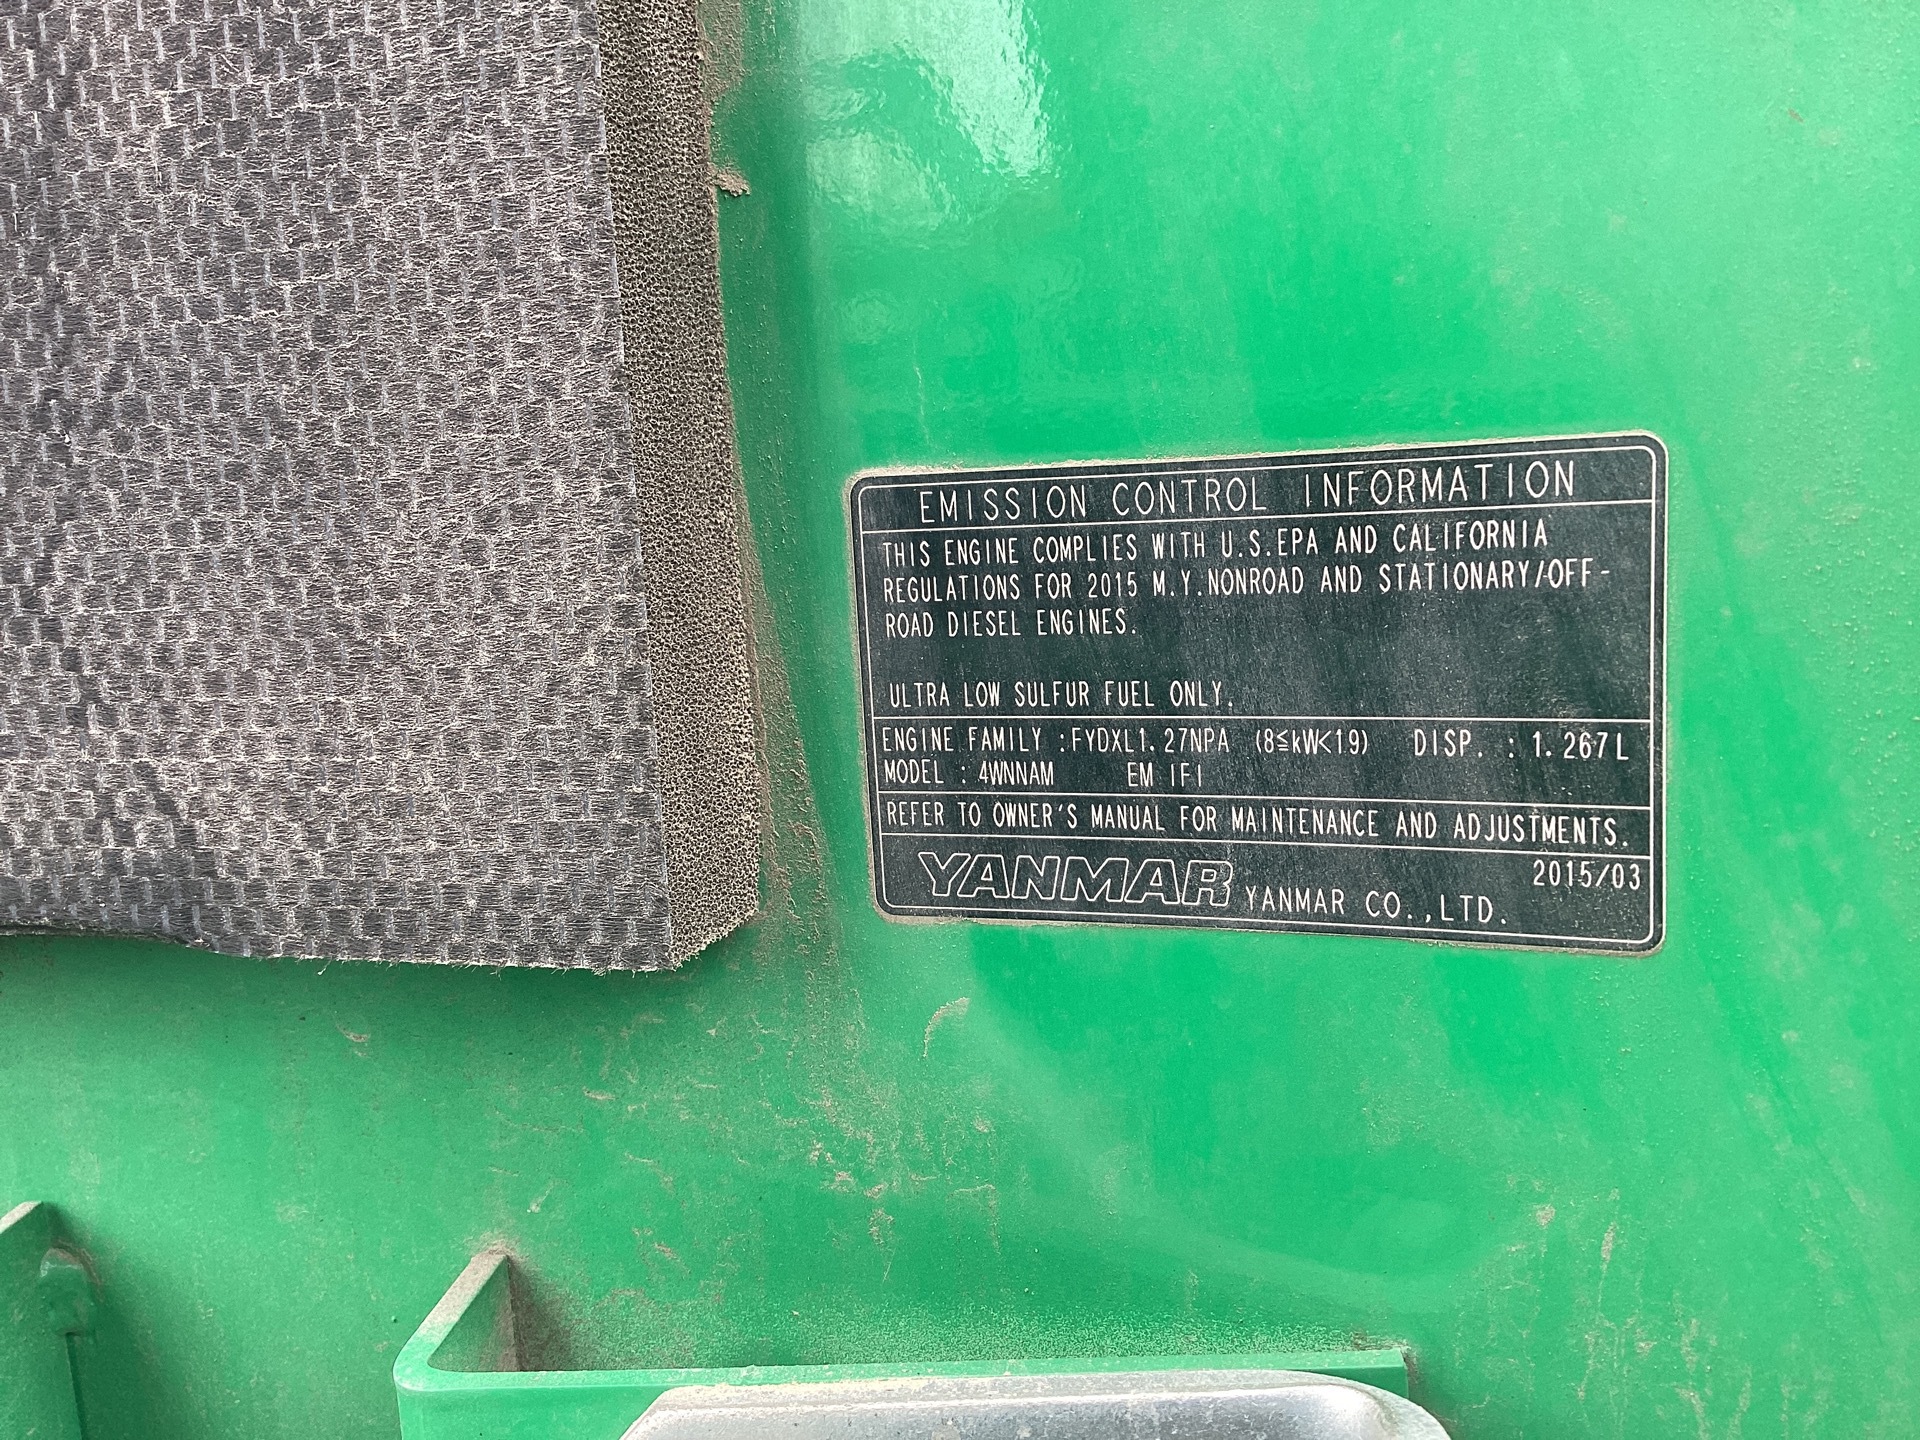 EMISSION CONTROL INFORMATION
THIS ENGINE COMPLIES WITH U.S.EPA AND CALIFORNIA
REGULATIONS FOR 2015 M.Y.NONROAD AND STATIONARY/OFF-
ROAD DIESEL ENGINES.
ULTRA LOW SULFUR FUEL ONLY.
ENGINE FAMILY :FYDXL1.27NPA (8≦kW<19) DISP. : 1.267L
MODEL : 4WNNAM EM IFI
REFER TO OWNER'S MANUAL FOR MAINTENANCE AND ADJUSTMENTS.
2015/03
YANMAR YANMAR CO.,LTD.